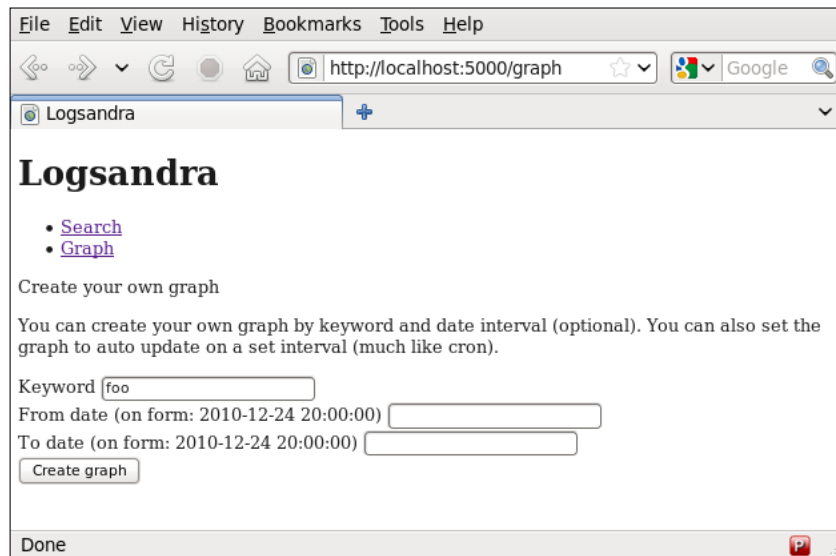 File Edit View History Bookmarks Tools Help
http://localhost:5000/graph Google
Logsandra
Logsandra
• Search
• Graph
Create your own graph
You can create your own graph by keyword and date interval (optional). You can also set the
graph to auto update on a set interval (much like cron).
Keyword foo
From date (on form: 2010-12-24 20:00:00)
To date (on form: 2010-12-24 20:00:00)
Create graph
Done P